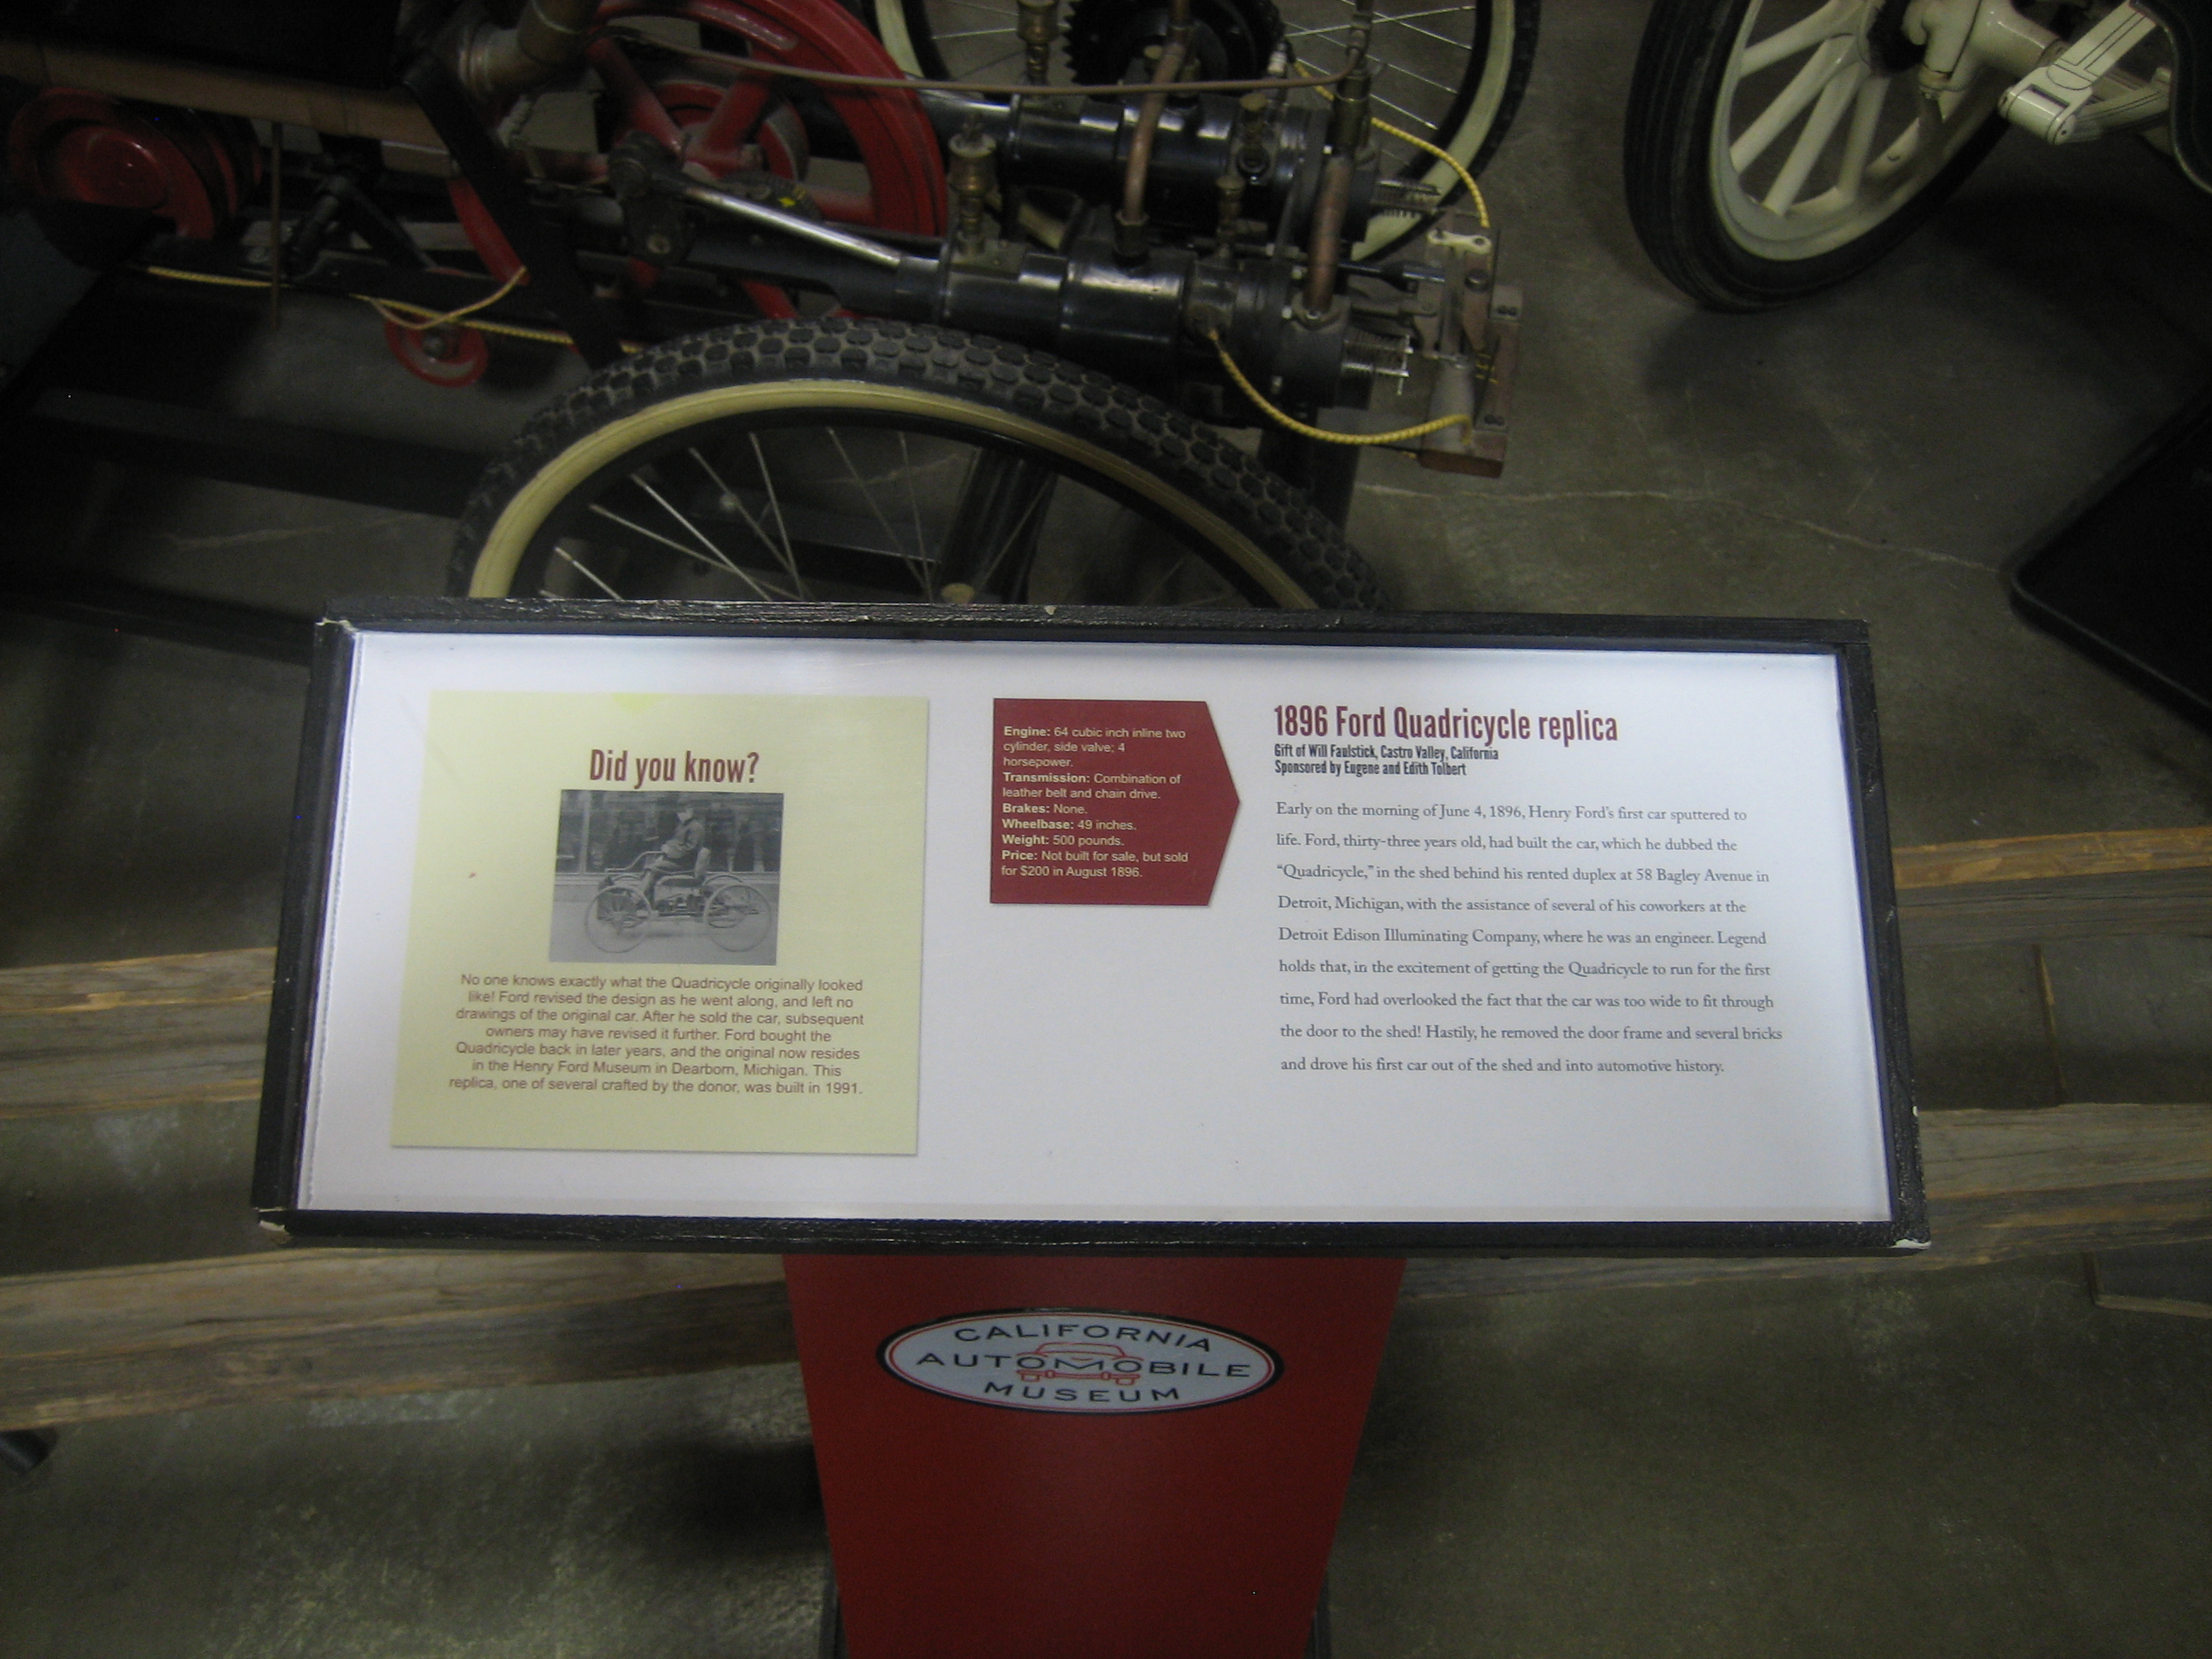 Did you know?
No one knows exactly what the Quadricycle originally looked
like! Ford revised the design as he went along, and left no
drawings of the original car. After he sold the car, subsequent
owners may have revised it further. Ford bought the
Quadricycle back in later years, and the original now resides
in the Henry Ford Museum in Dearborn, Michigan. This
replica, one of several crafted by the donor, was built in 1991.
Engine: 64 cubic inch inline two
cylinder, side valve; 4
horsepower.
Transmission: Combination of
leather belt and chain drive.
Brakes: None.
Wheelbase: 49 inches.
Weight: 500 pounds.
Price: Not built for sale, but sold
for $200 in August 1896.
1896 Ford Quadricycle replica
Gift of Will Faulstick, Castro Valley, California
Sponsored by Eugene and Edith Tolbert
Early on the morning of June 4, 1896, Henry Ford's first car sputtered to
life. Ford, thirty-three years old, had built the car, which he dubbed the
"Quadricycle," in the shed behind his rented duplex at 58 Bagley Avenue in
Detroit, Michigan, with the assistance of several of his coworkers at the
Detroit Edison Illuminating Company, where he was an engineer. Legend
holds that, in the excitement of getting the Quadricycle to run for the first
time, Ford had overlooked the fact that the car was too wide to fit through
the door to the shed! Hastily, he removed the door frame and several bricks
and drove his first car out of the shed and into automotive history.
CALIFORNIA
AUTOMOBILE
MUSEUM